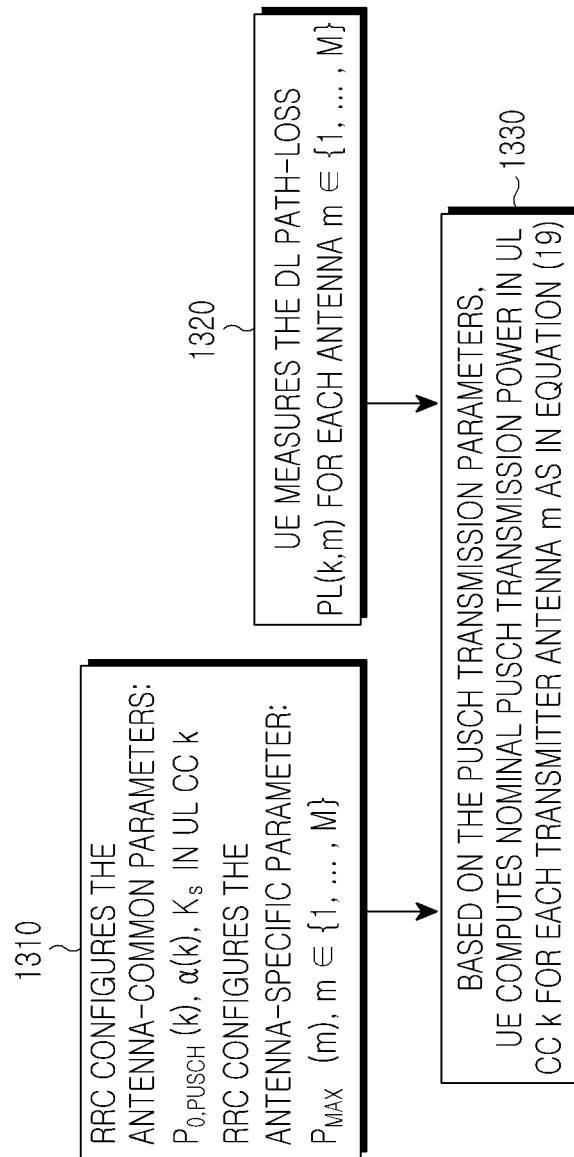 1310
RRC CONFIGURES THE
ANTENNA-COMMON PARAMETERS:
P0,PUSCH (k), α(k), Ks IN UL CC k
RRC CONFIGURES THE
ANTENNA-SPECIFIC PARAMETER:
PMAX (m), m ∈ {1, ... , M}
1320
UE MEASURES THE DL PATH-LOSS
PL(k,m) FOR EACH ANTENNA m ∈ {1, ... , M}
1330
BASED ON THE PUSCH TRANSMISSION PARAMETERS,
UE COMPUTES NOMINAL PUSCH TRANSMISSION POWER IN UL
CC k FOR EACH TRANSMITTER ANTENNA m AS IN EQUATION (19)